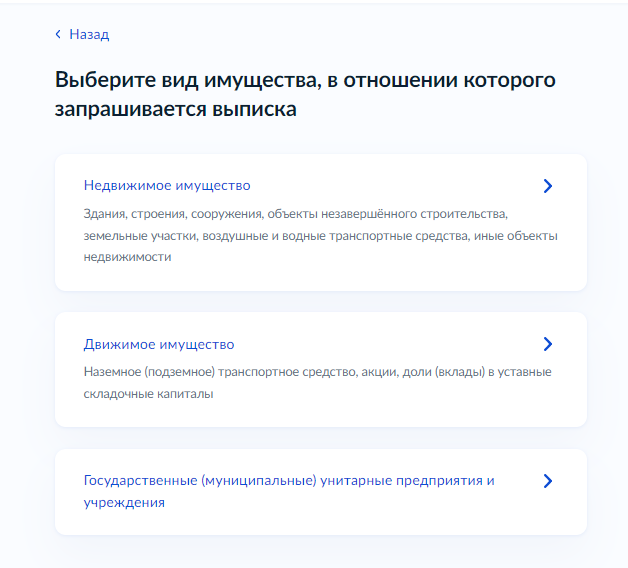 Назад
Выберите вид имущества, в отношении которого
запрашивается выписка
Недвижимое имущество
Здания, строения, сооружения, объекты незавершённого строительства,
земельные участки, воздушные и водные транспортные средства, иные объекты
недвижимости
Движимое имущество
Наземное (подземное) транспортное средство, акции, доли (вклады) в уставные
складочные капиталы
Государственные (муниципальные) унитарные предприятия и
учреждения